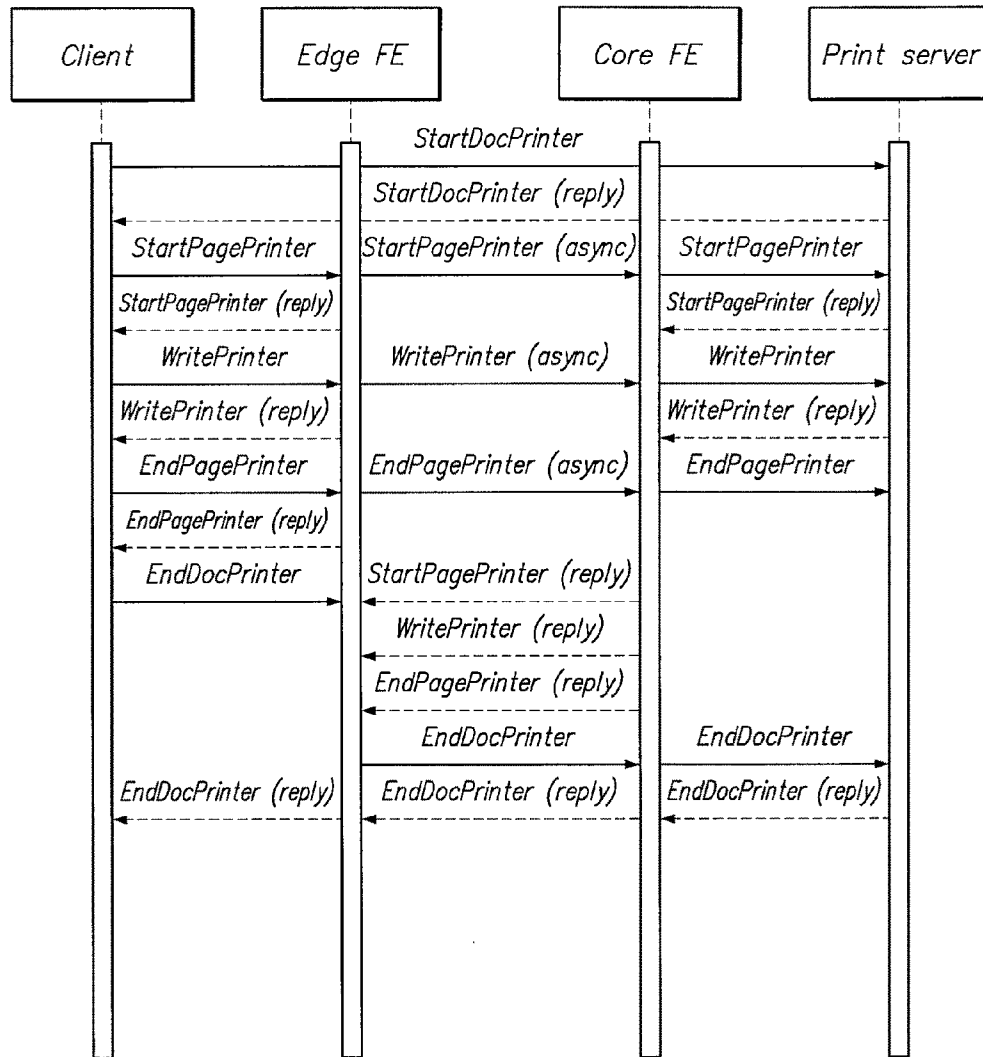 Client
Edge FE
Core FE
Print server
StartDocPrinter
StartDocPrinter (reply)
StartPagePrinter
StartPagePrinter (async)
StartPagePrinter
StartPagePrinter (reply)
StartPagePrinter (reply)
WritePrinter
WritePrinter (async)
WritePrinter
WritePrinter (reply)
WritePrinter (reply)
EndPagePrinter
EndPagePrinter (async)
EndPagePrinter
EndPagePrinter (reply)
EndDocPrinter
StartPagePrinter (reply)
WritePrinter (reply)
EndPagePrinter (reply)
EndDocPrinter
EndDocPrinter
EndDocPrinter (reply)
EndDocPrinter (reply)
EndDocPrinter (reply)